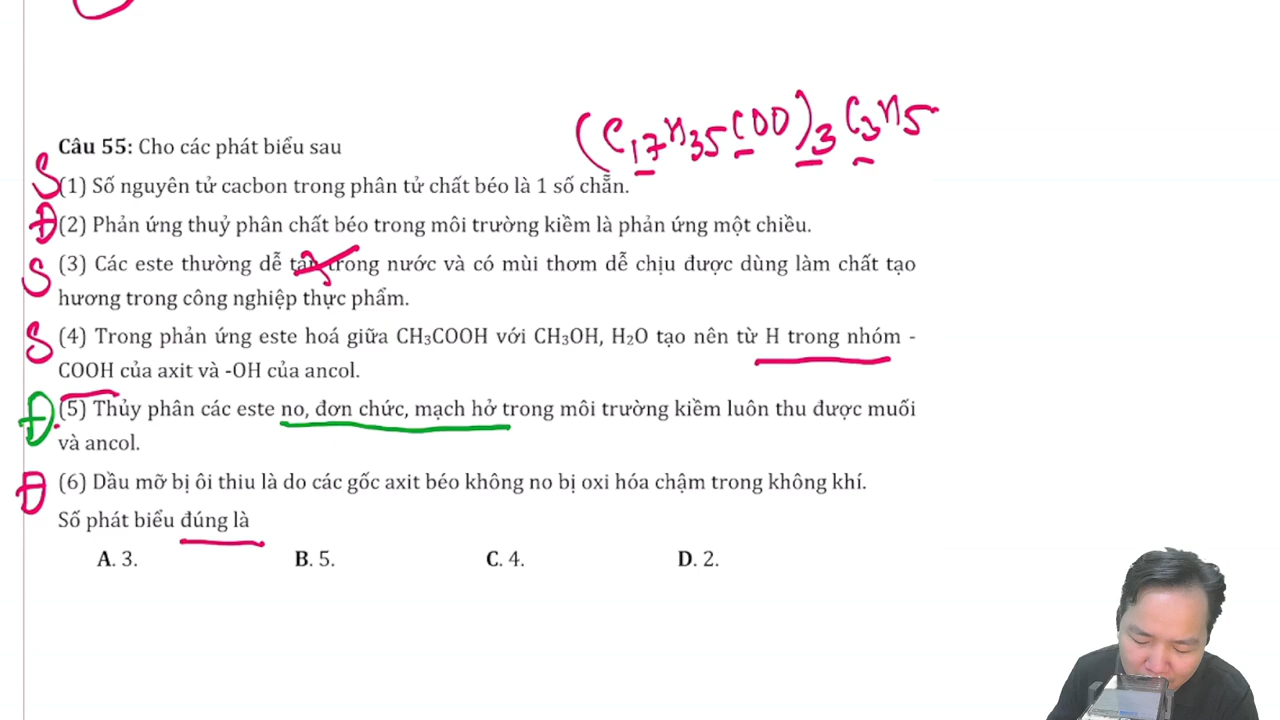 (C17H35COO)3C3H5
Câu 55: Cho các phát biểu sau
S (1) Số nguyên tử cacbon trong phân tử chất béo là 1 số chẵn.
Đ (2) Phản ứng thuỷ phân chất béo trong môi trường kiềm là phản ứng một chiều.
S (3) Các este thường dễ tan trong nước và có mùi thơm dễ chịu được dùng làm chất tạo
hương trong công nghiệp thực phẩm.
S (4) Trong phản ứng este hoá giữa CH₃COOH với CH₃OH, H₂O tạo nên từ H trong nhóm -
COOH của axit và -OH của ancol.
Đ (5) Thủy phân các este no, đơn chức, mạch hở trong môi trường kiềm luôn thu được muối
và ancol.
Đ (6) Dầu mỡ bị ôi thiu là do các gốc axit béo không no bị oxi hóa chậm trong không khí.
Số phát biểu đúng là
A. 3. B. 5. C. 4. D. 2.